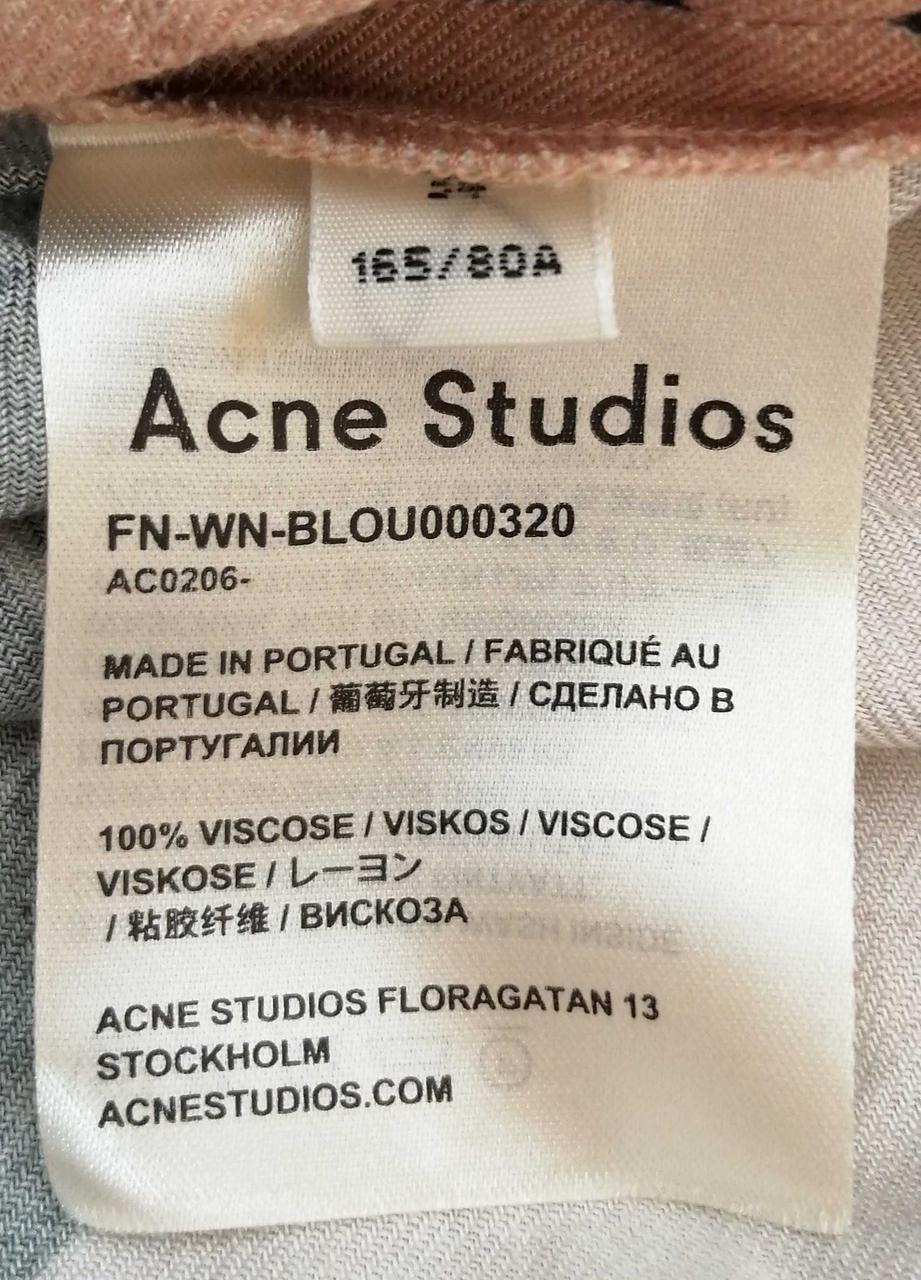 34
165/80A
Acne Studios
FN-WN-BLOU000320
AC0206-
MADE IN PORTUGAL / FABRIQUÉ AU
PORTUGAL / 葡萄牙制造 / СДЕЛАНО В
ПОРТУГАЛИИ
100% VISCOSE / VISKOS / VISCOSE /
VISKOSE / レーヨン
/ 粘胶纤维 / ВИСКОЗА
ACNE STUDIOS FLORAGATAN 13
STOCKHOLM
ACNESTUDIOS.COM